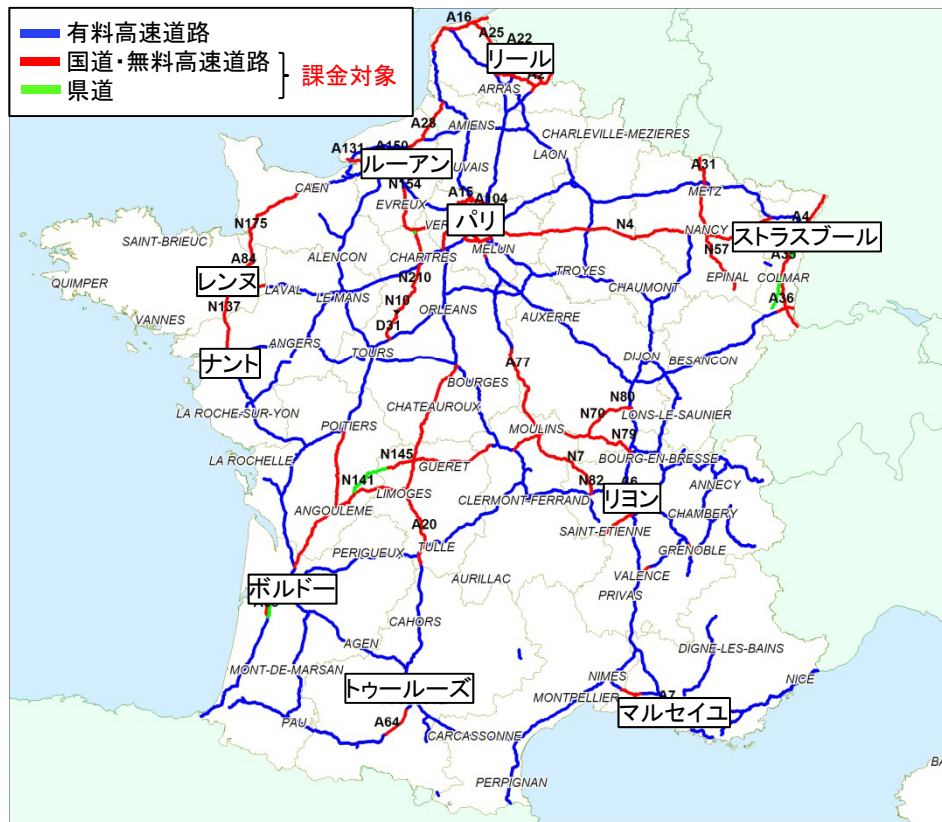 有料高速道路
国道・無料高速道路
県道
課金対象
A16
A25
A22
リール
A2
ARRAS
A28
AMIENS
CHARLEVILLE-MEZIERES
A131
A150
ルーアン
UVAIS
LAON
A31
CAEN
N154
METZ
EVREUX
A15
A104
VER
パリ
N175
N4
NANCY
A4
ストラスブール
SAINT-BRIEUC
MELUN
N57
A35
A84
ALENCON
CHARTRES
TROYES
EPINAL
COLMAR
QUIMPER
レンヌ
LAVAL
LE MANS
N210
CHAUMONT
A36
N137
N10
ORLEANS
AUXERRE
VANNES
D31
ANGERS
TOURS
ナント
A77
DIJON
BESANCON
BOURGES
LA ROCHE-SUR-YON
CHATEAUROUX
N80
N70
LONS-LE-SAUNIER
POITIERS
MOULINS
N79
LA ROCHELLE
N145
GUERET
N7
BOURG-EN-BRESSE
N141
LIMOGES
CLERMONT-FERRAND
N82
リヨン
ANNECY
ANGOULEME
CHAMBERY
A20
SAINT-ETIENNE
TULLE
GRENOBLE
PERIGUEUX
ボルドー
AURILLAC
VALENCE
PRIVAS
CAHORS
AGEN
DIGNE-LES-BAINS
MONT-DE-MARSAN
トゥールーズ
NIMES
NICE
MONTPELLIER
A7
マルセイユ
PAU
A64
CARCASSONNE
PERPIGNAN
BA